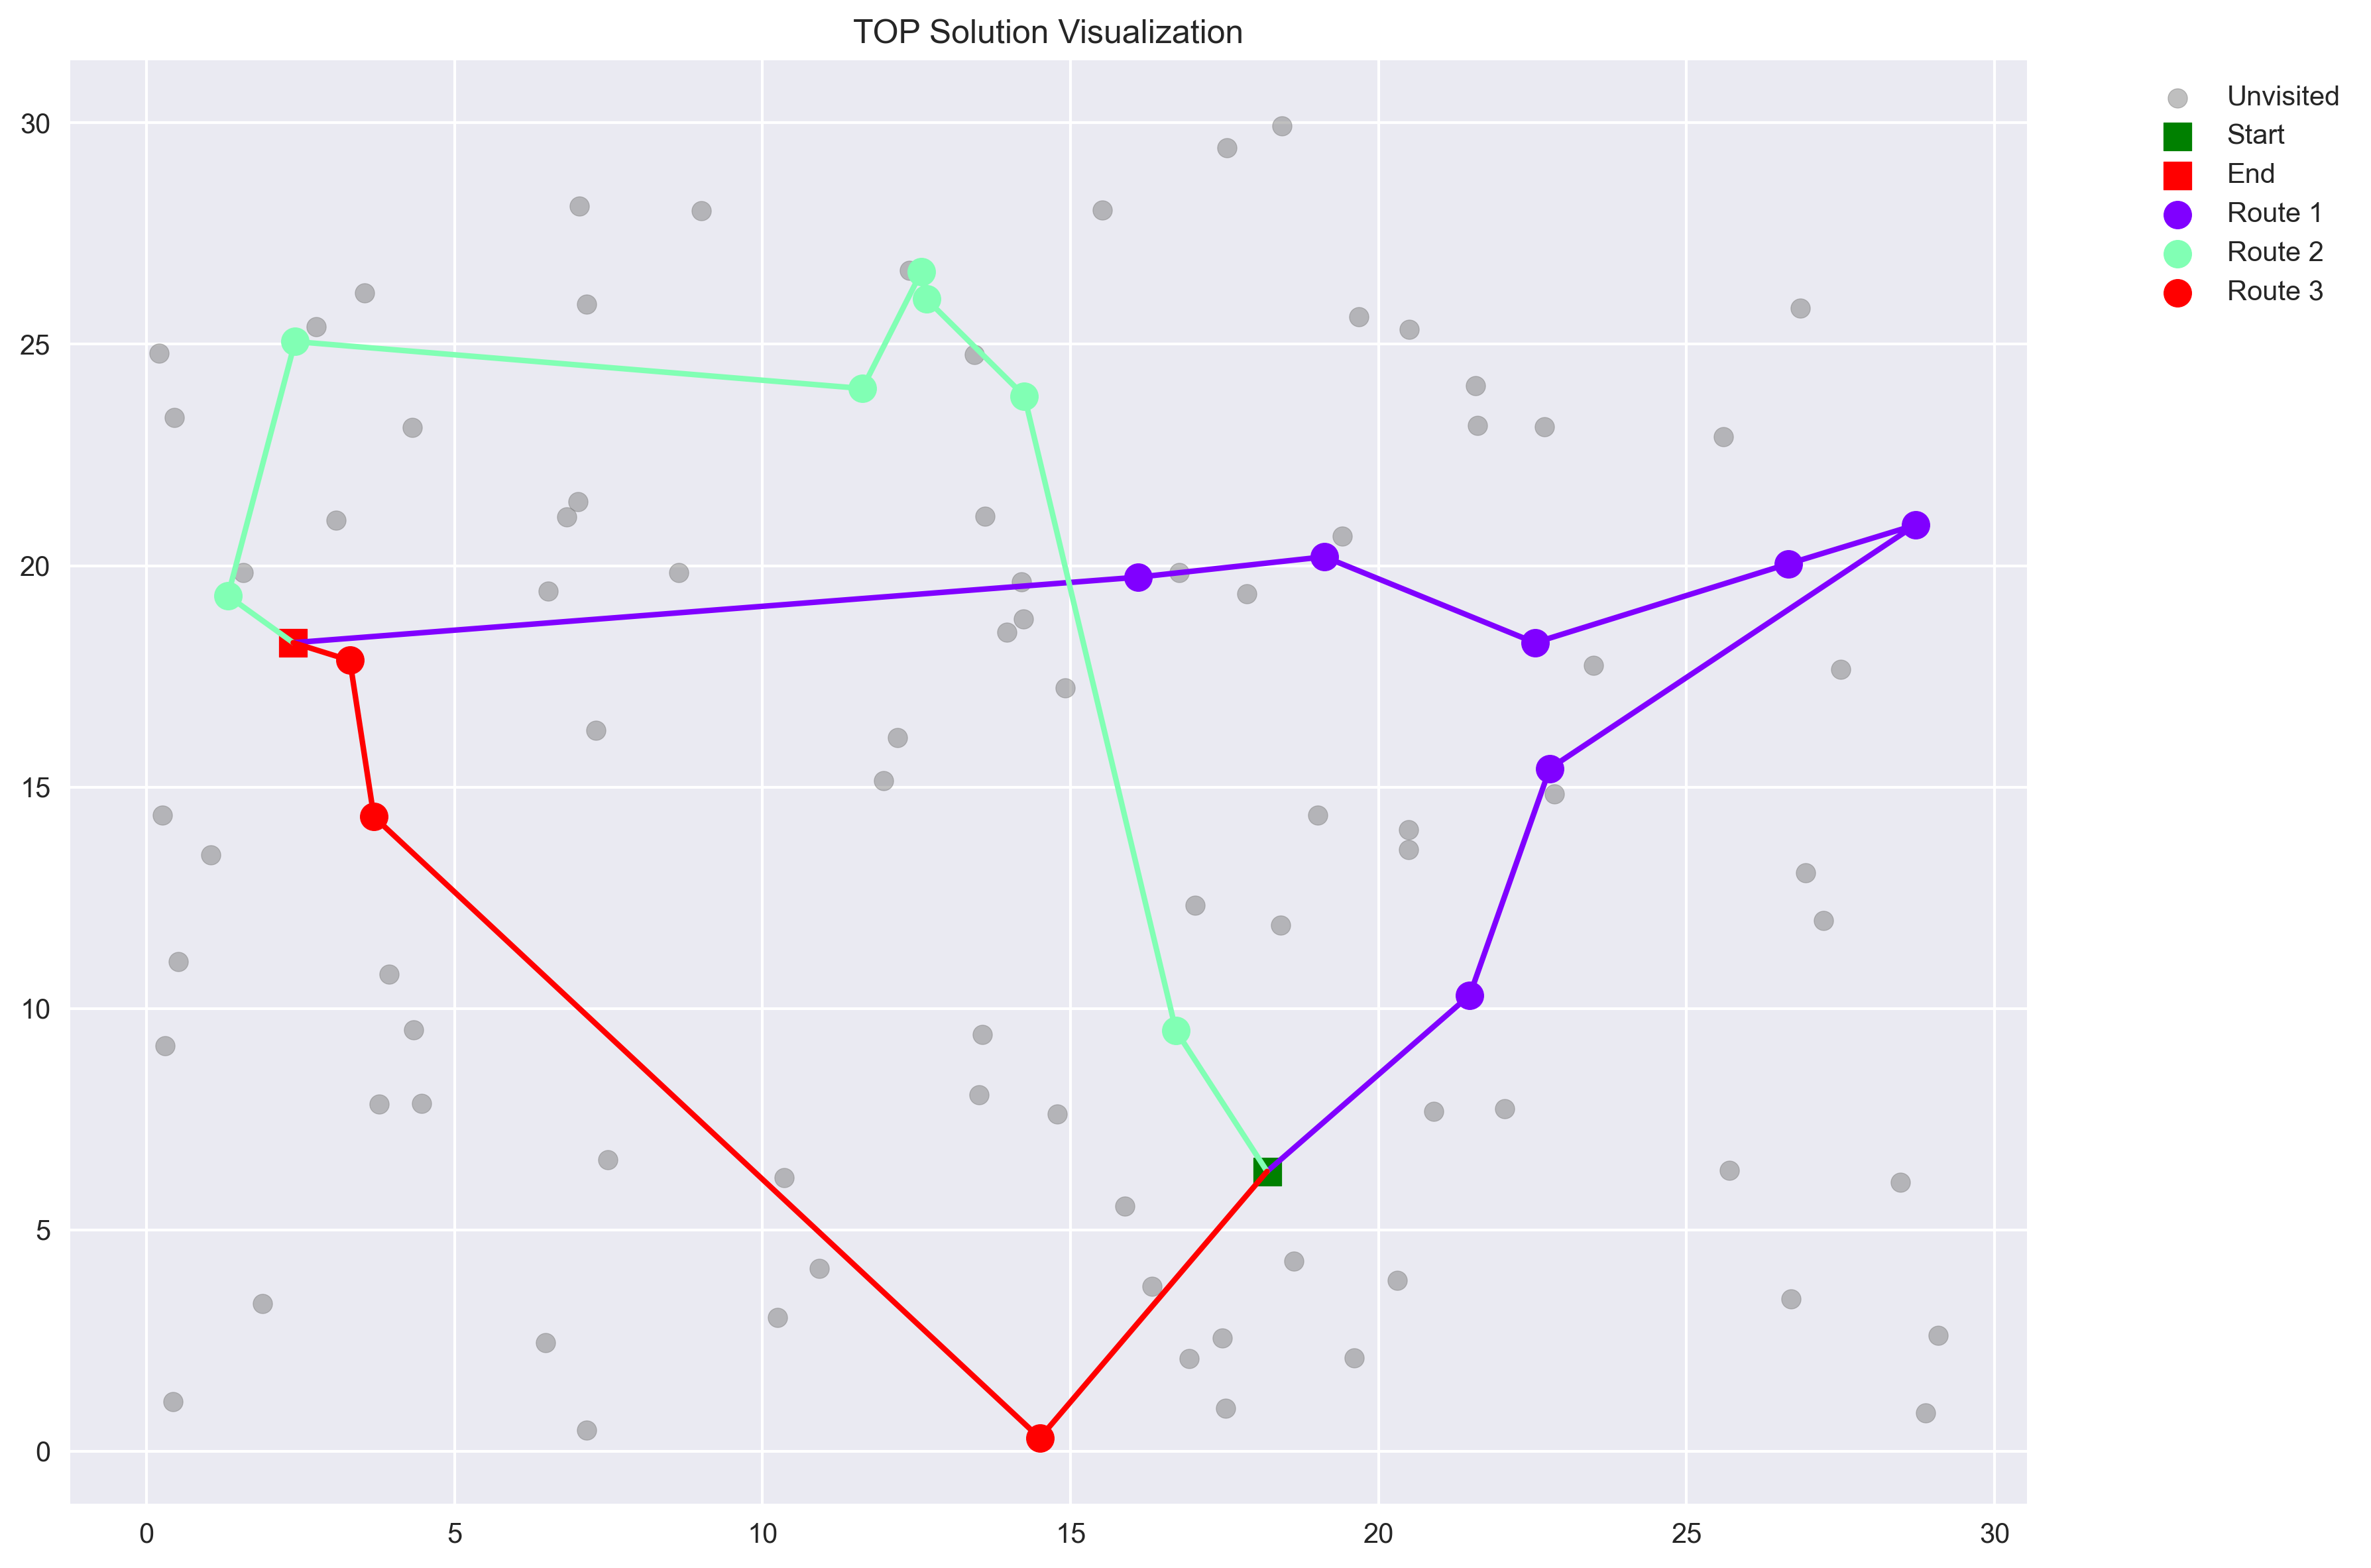 TOP Solution Visualization
Unvisited
Start
End
Route 1
Route 2
Route 3
30
25
20
15
10
5
0
0 5 10 15 20 25 30